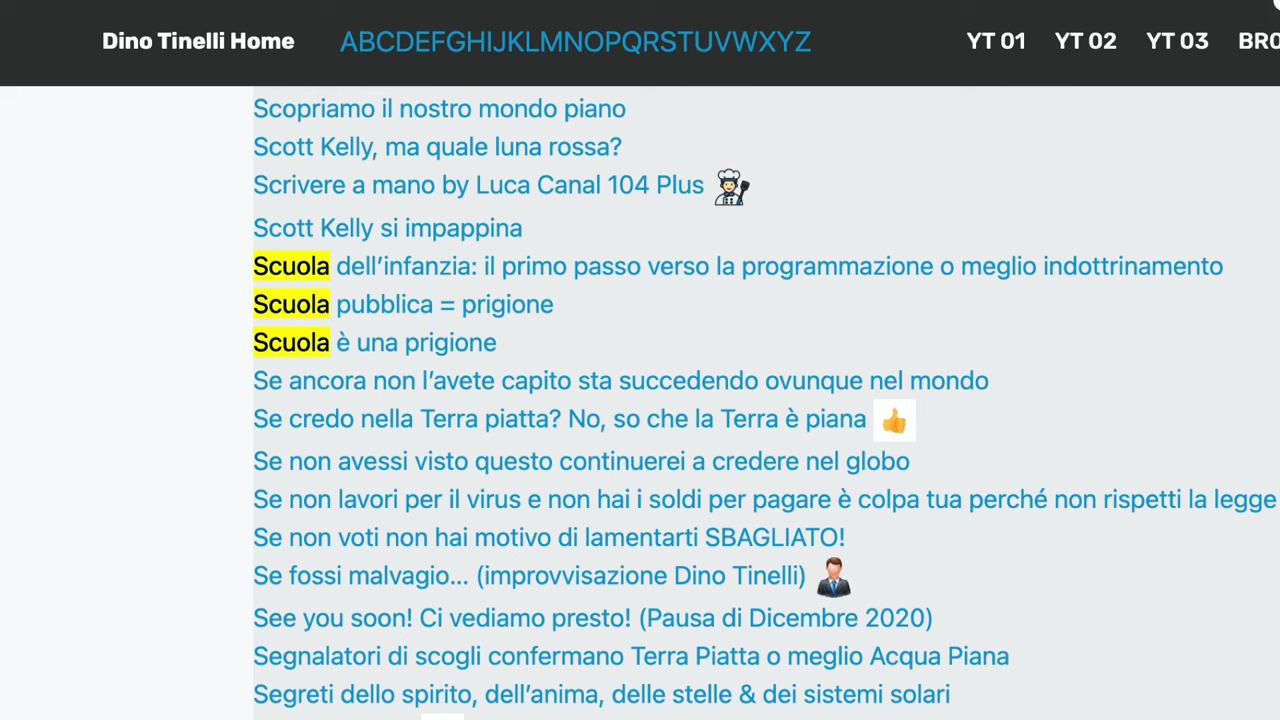 Dino Tinelli Home ABCDEFGHIJKLMNOPQRSTUVWXYZ YT 01 YT 02 YT 03
Scopriamo il nostro mondo piano
Scott Kelly, ma quale luna rossa?
Scrivere a mano by Luca Canal 104 Plus
Scott Kelly si impappina
Scuola dell’infanzia: il primo passo verso la programmazione o meglio indottrinamento
Scuola pubblica = prigione
Scuola è una prigione
Se ancora non l’avete capito sta succedendo ovunque nel mondo
Se credo nella Terra piatta? No, so che la Terra è piana
Se non avessi visto questo continuerei a credere nel globo
Se non lavori per il virus e non hai i soldi per pagare è colpa tua perché non rispetti la legge
Se non voti non hai motivo di lamentarti SBAGLIATO!
Se fossi malvagio... (improvvisazione Dino Tinelli)
See you soon! Ci vediamo presto! (Pausa di Dicembre 2020)
Segnalatori di scogli confermano Terra Piatta o meglio Acqua Piana
Segreti dello spirito, dell’anima, delle stelle & dei sistemi solari